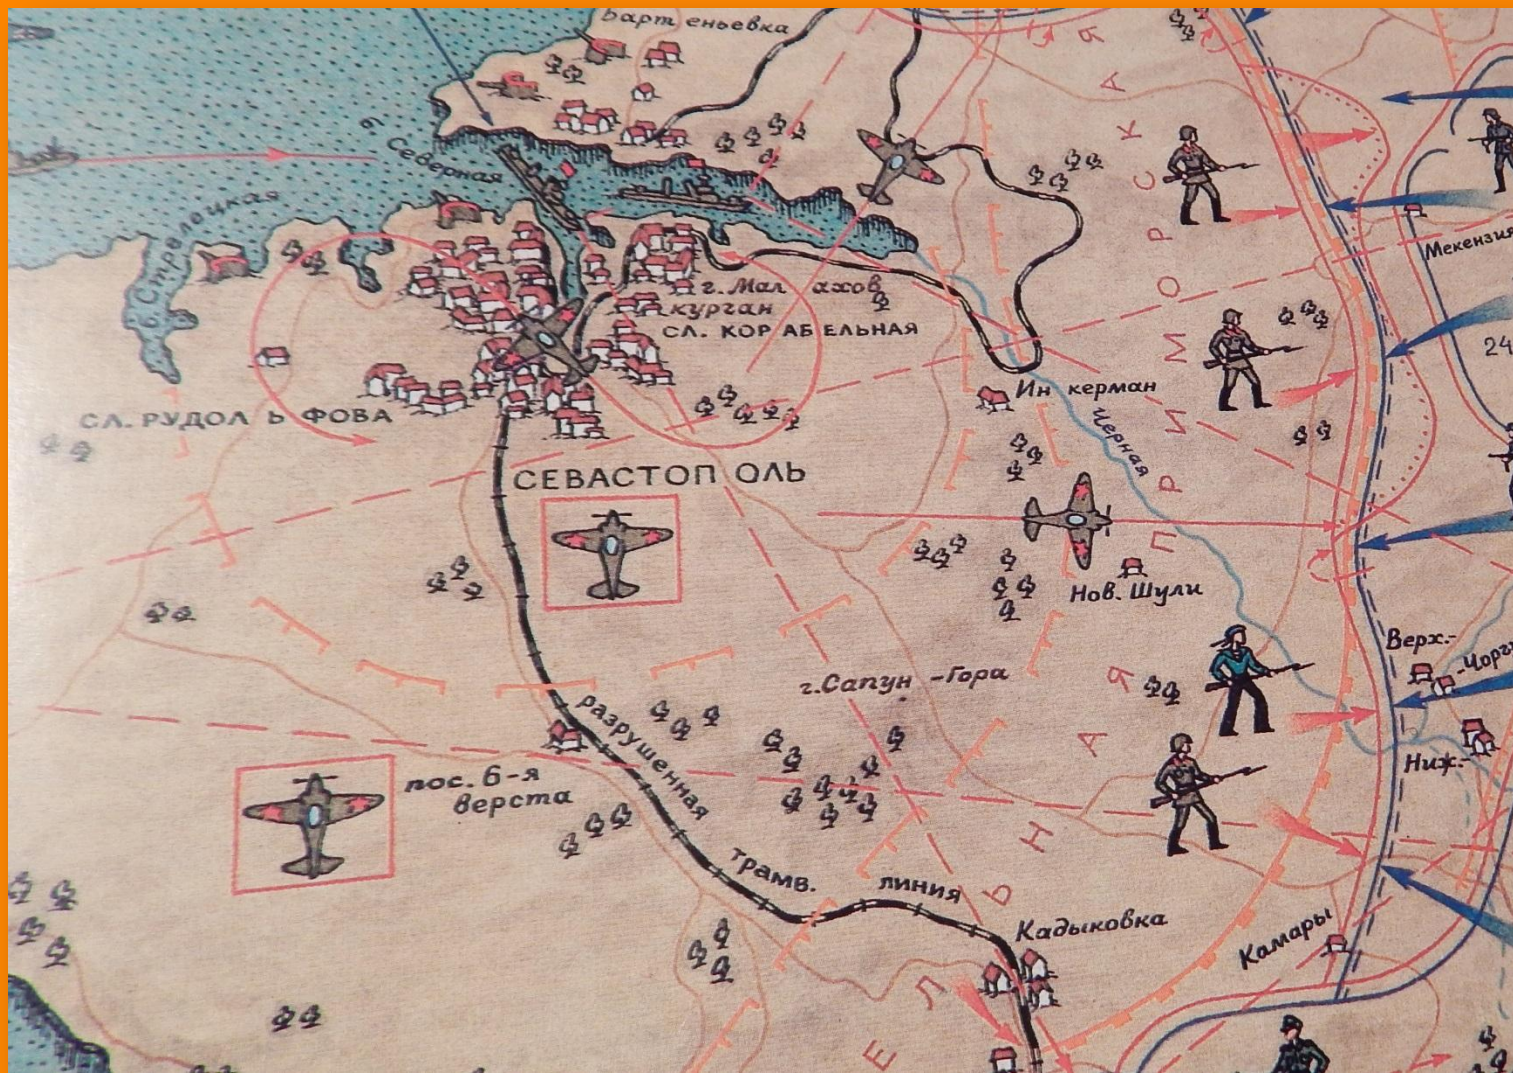 Бартеньевка
б. Северная
б. Стрелецкая
г. Малахов
курган
СЛ. КОРАБЕЛЬНАЯ
Мекензия
24
СЛ. РУДОЛЬФОВА
Инкерман
Черная
СЕВАСТОПОЛЬ
Нов. Шули
Верх.-
-Чоргу
г. Сапун-Гора
Ниж.-
пос. 6-я
верста
разрушенная
трамв. линия
Кадыковка
Камары
Я А К С Р О М И Р П
Я А Н Ь Л Е